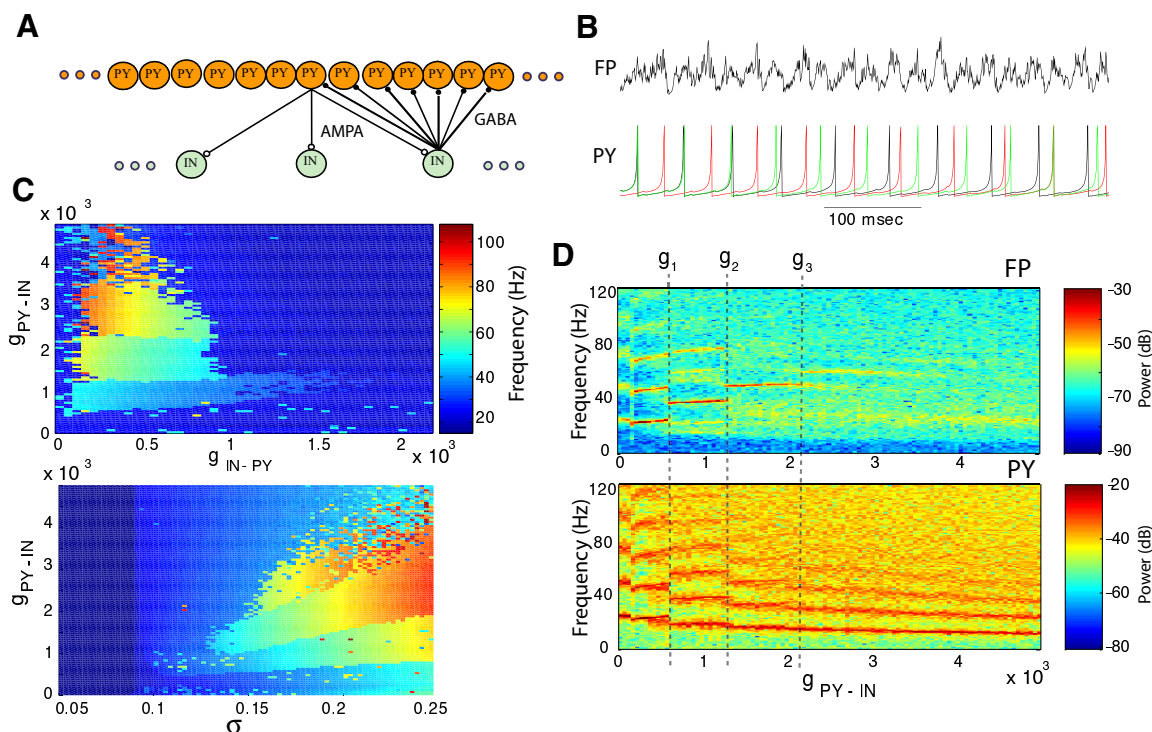 A
PY PY PY PY PY PY PY PY PY PY PY PY PY
AMPA
GABA
IN IN IN
B
FP
PY
100 msec
C
x 10 3
4
3
2
1
0
g PY - IN
0 0.5 1 1.5 2
x 10 3
g IN - PY
100
80
60
40
20
Frequency (Hz)
x 10 3
4
3
2
1
0
g PY - IN
0.05 0.1 0.15 0.2 0.25
σ
D
g1 g2 g3
FP
120
80
40
0
Frequency (Hz)
0 1 2 3 4
−30
−50
−70
−90
Power (dB)
PY
120
80
40
0
Frequency (Hz)
0 1 2 3 4
x 10 3
g PY - IN
-20
−40
−60
−80
Power (dB)